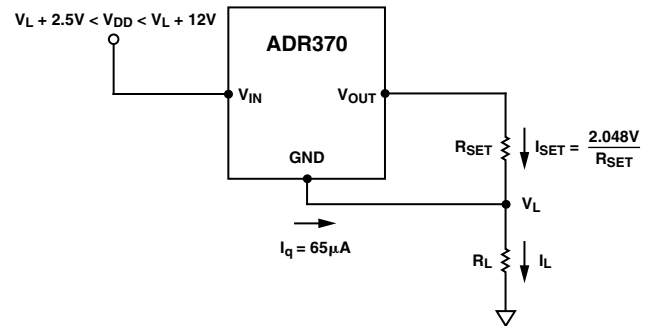 V_L + 2.5V < V_DD < V_L + 12V
ADR370
V_IN
V_OUT
GND
R_SET
I_SET = 2.048V
R_SET
V_L
I_q = 65μA
R_L
I_L